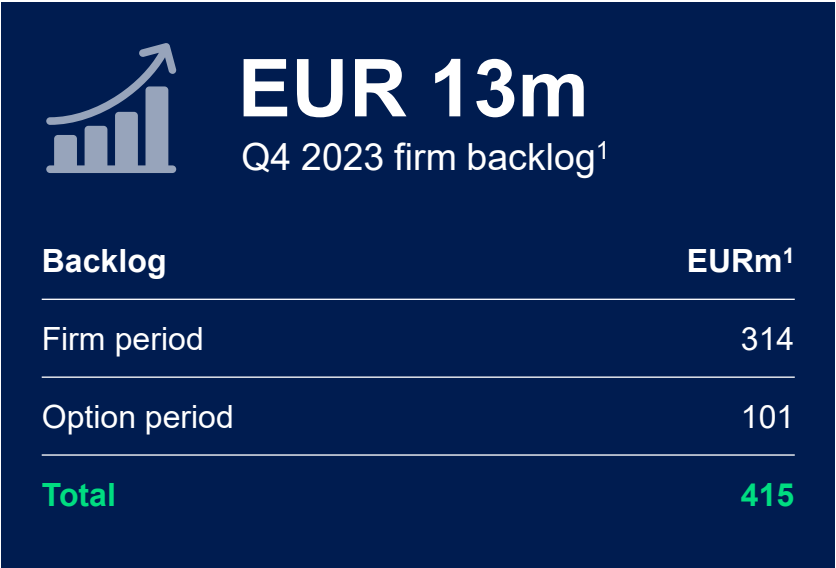 EUR 13m
Q4 2023 firm backlog¹
Backlog EURm¹
Firm period 314
Option period 101
Total 415